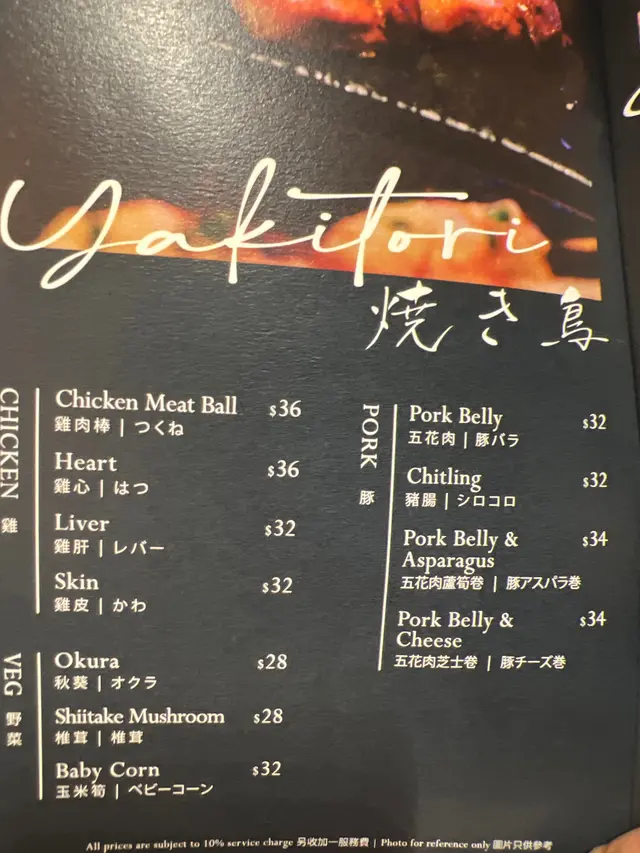 Yakitori
焼き鳥
CHICKEN 雞
Chicken Meat Ball $36
雞肉棒 | つくね
Heart $36
雞心 | はつ
Liver $32
雞肝 | レバー
Skin $32
雞皮 | かわ
VEG 野菜
Okura $28
秋葵 | オクラ
Shiitake Mushroom $28
椎茸 | 椎茸
Baby Corn $32
玉米筍 | ベビーコーン
PORK 豚
Pork Belly $32
五花肉 | 豚バラ
Chitling $32
豬腸 | シロコロ
Pork Belly & $34
Asparagus
五花肉蘆筍卷 | 豚アスパラ巻
Pork Belly & $34
Cheese
五花肉芝士卷 | 豚チーズ巻
All prices are subject to 10% service charge 另收加一服務費 | Photo for reference only 圖片只供參考